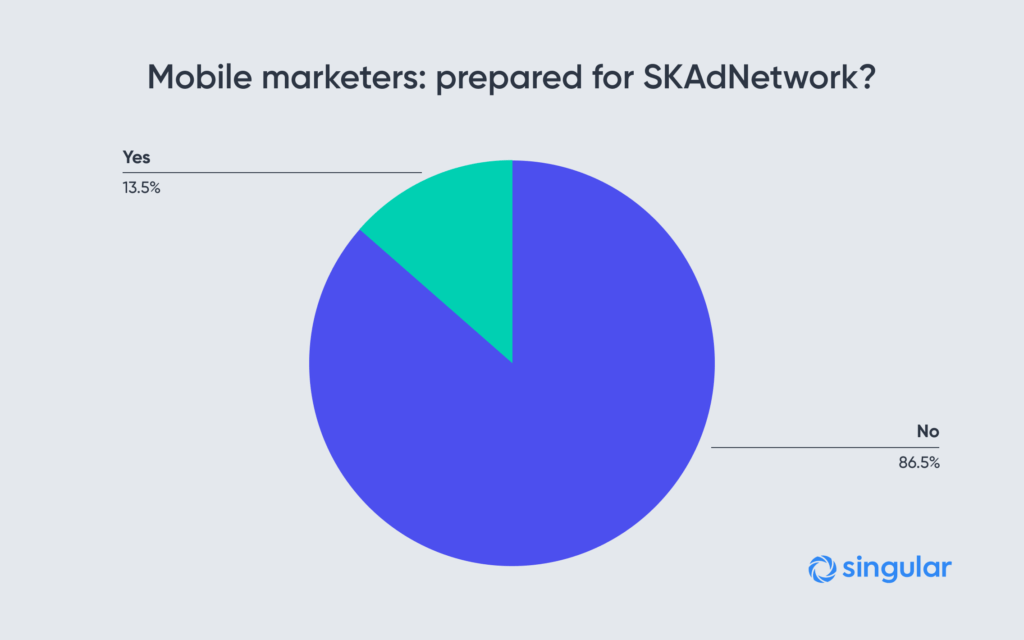 Mobile marketers: prepared for SKAdNetwork?
Yes
13.5%
No
86.5%
singular